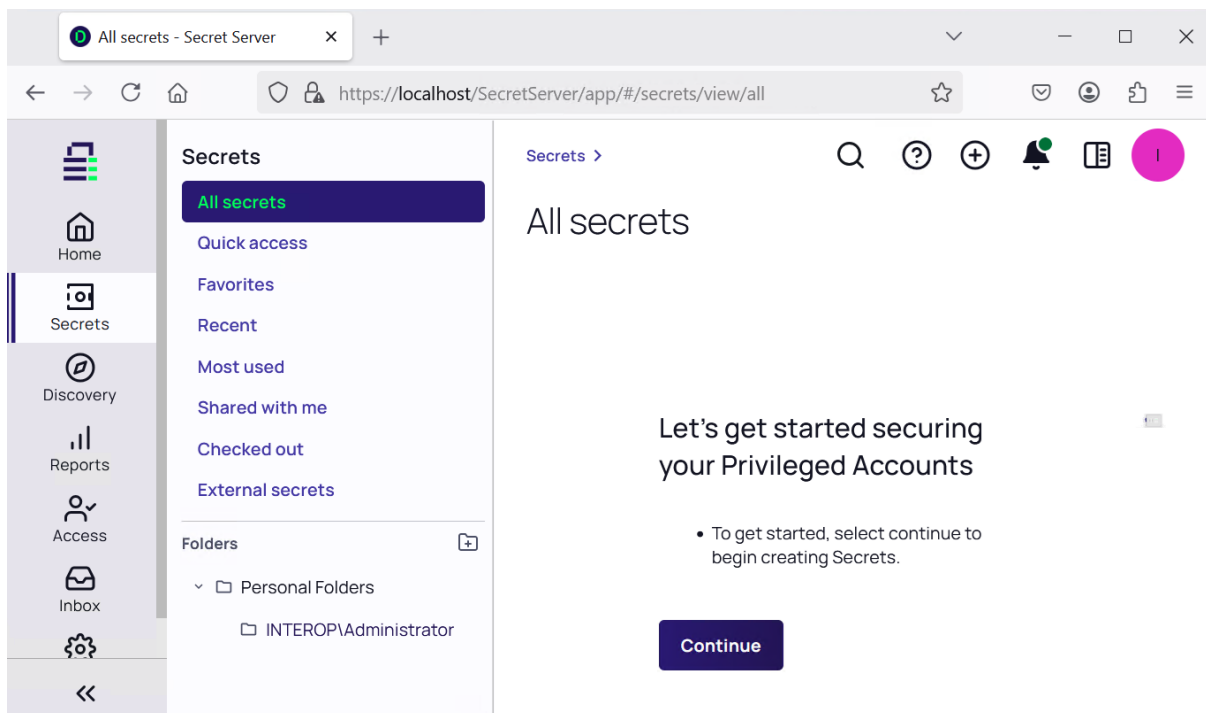 All secrets - Secret Server
https://localhost/SecretServer/app/#/secrets/view/all
Home
Secrets
Discovery
Reports
Access
Inbox
Secrets
All secrets
Quick access
Favorites
Recent
Most used
Shared with me
Checked out
External secrets
Folders
Personal Folders
INTEROP\Administrator
Secrets >
I
All secrets
Let's get started securing
your Privileged Accounts
• To get started, select continue to
begin creating Secrets.
Continue